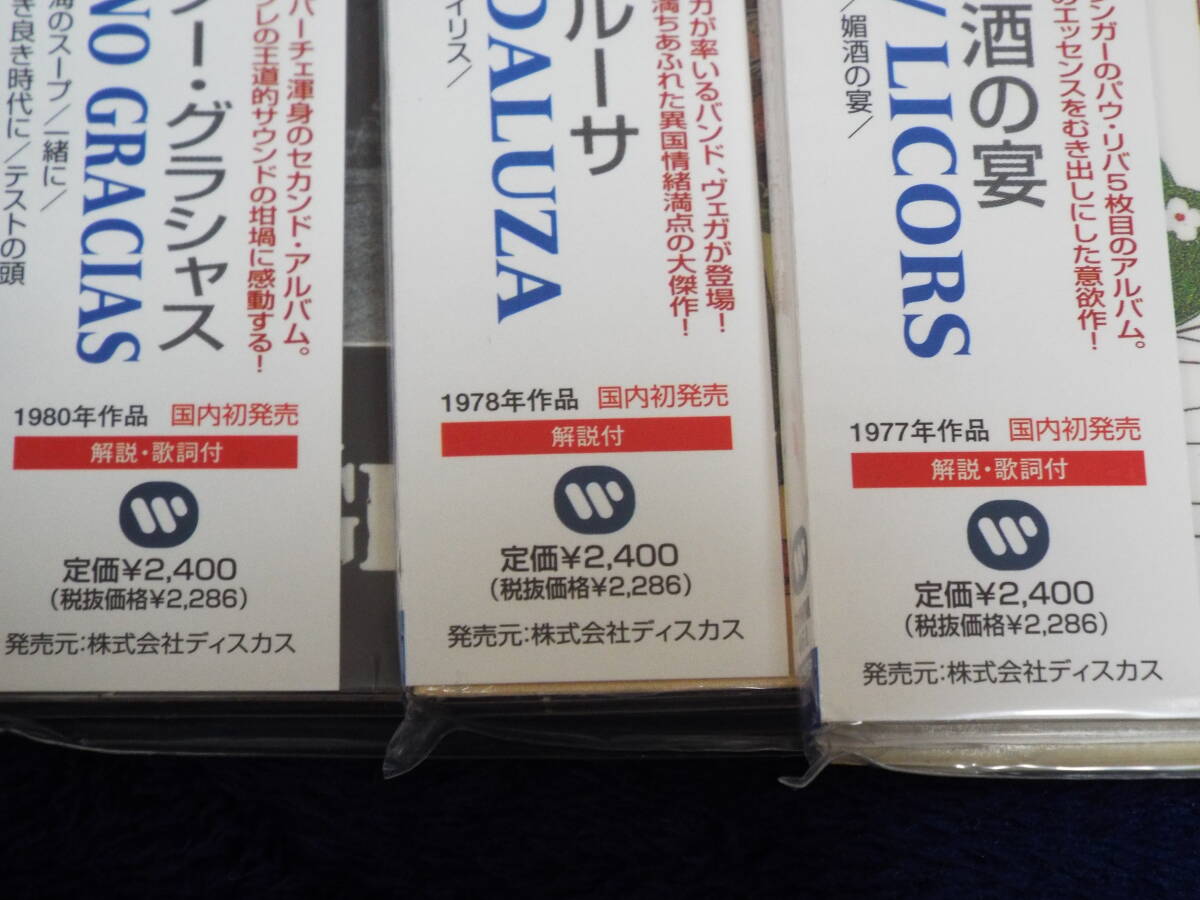 バーチェ渾身のセカンド・アルバム。
プレの王道的サウンドの坩堝に感動する！
ー・グラシャス
NO GRACIAS
海のスープ／一緒に／
き良き時代に／テストの頭
1980年作品 国内初発売
解説・歌詞付
定価¥2,400
(税抜価格¥2,286)
発売元：株式会社ディスカス
ガが率いるバンド、ヴェガが登場！
満ちあふれた異国情緒満点の大傑作！
ルーサ
DALUZA
イリス／
1978年作品 国内初発売
解説付
定価¥2,400
(税抜価格¥2,286)
発売元：株式会社ディスカス
ンガーのパウ・リバ5枚目のアルバム。
のエッセンスをむき出しにした意欲作！
酒の宴
/ LICORS
／媚酒の宴／
1977年作品 国内初発売
解説・歌詞付
定価¥2,400
(税抜価格¥2,286)
発売元：株式会社ディスカス